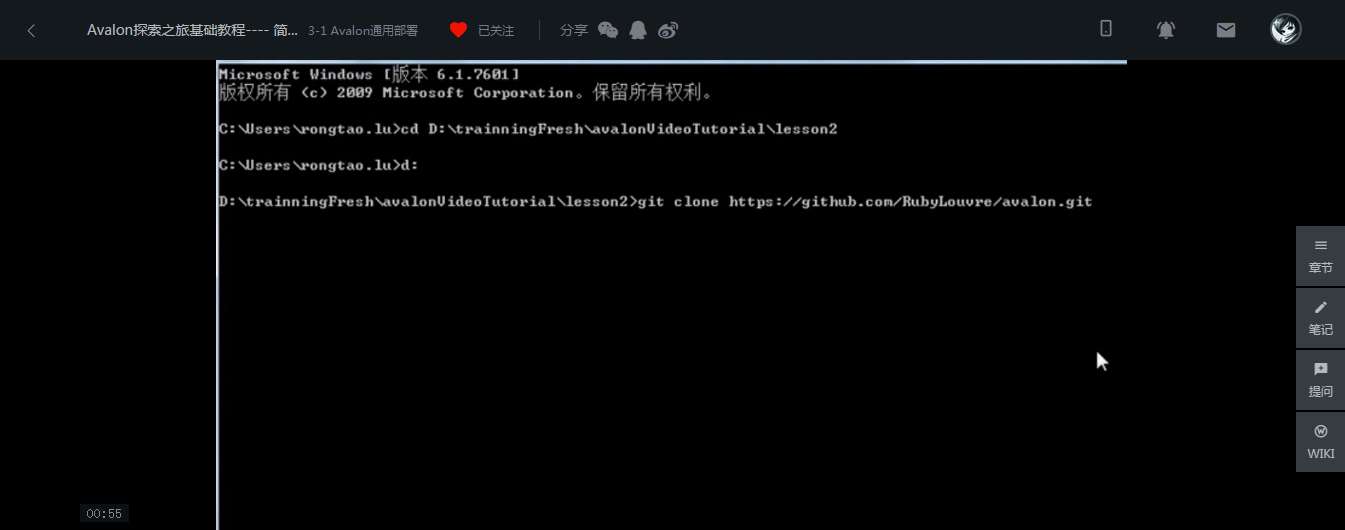 Avalon探索之旅基础教程---- 简... 3-1 Avalon通用部署 已关注 分享
Microsoft Windows [版本 6.1.7601]
版权所有 (c) 2009 Microsoft Corporation。保留所有权利。
C:\Users\rongtao.lu>cd D:\trainningFresh\avalonVideoTutorial\lesson2
C:\Users\rongtao.lu>d:
D:\trainningFresh\avalonVideoTutorial\lesson2>git clone https://github.com/RubyLouvre/avalon.git
章节
笔记
提问
WIKI
00:55